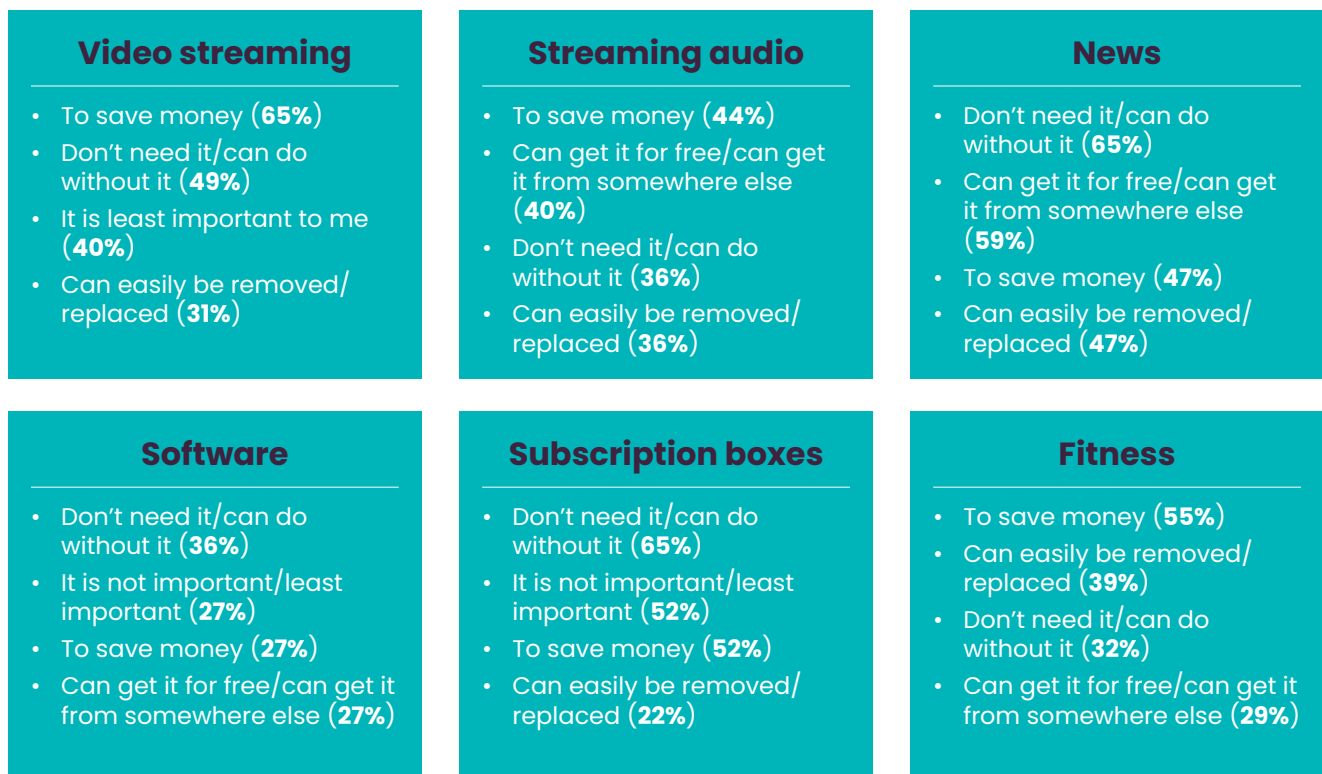 Video streaming
• To save money (65%)
• Don’t need it/can do
without it (49%)
• It is least important to me
(40%)
• Can easily be removed/
replaced (31%)
Streaming audio
• To save money (44%)
• Can get it for free/can get
it from somewhere else
(40%)
• Don’t need it/can do
without it (36%)
• Can easily be removed/
replaced (36%)
News
• Don’t need it/can do
without it (65%)
• Can get it for free/can get
it from somewhere else
(59%)
• To save money (47%)
• Can easily be removed/
replaced (47%)
Software
• Don’t need it/can do
without it (36%)
• It is not important/least
important (27%)
• To save money (27%)
• Can get it for free/can get it
from somewhere else (27%)
Subscription boxes
• Don’t need it/can do
without it (65%)
• It is not important/least
important (52%)
• To save money (52%)
• Can easily be removed/
replaced (22%)
Fitness
• To save money (55%)
• Can easily be removed/
replaced (39%)
• Don’t need it/can do
without it (32%)
• Can get it for free/can get it
from somewhere else (29%)